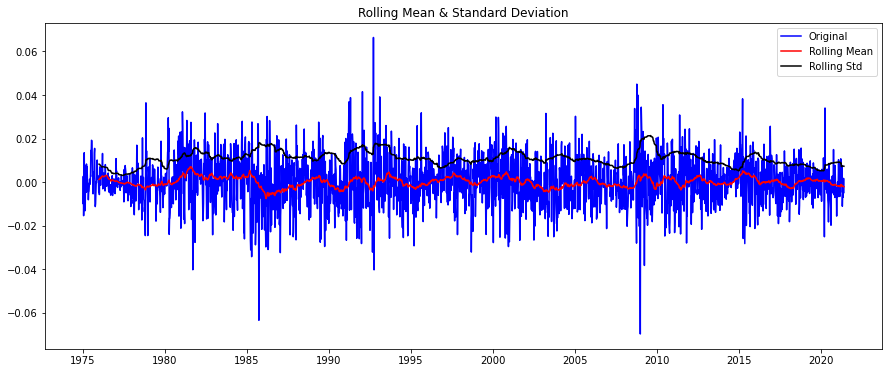 Rolling Mean & Standard Deviation
Original
Rolling Mean
Rolling Std
0.06
0.04
0.02
0.00
−0.02
−0.04
−0.06
1975 1980 1985 1990 1995 2000 2005 2010 2015 2020